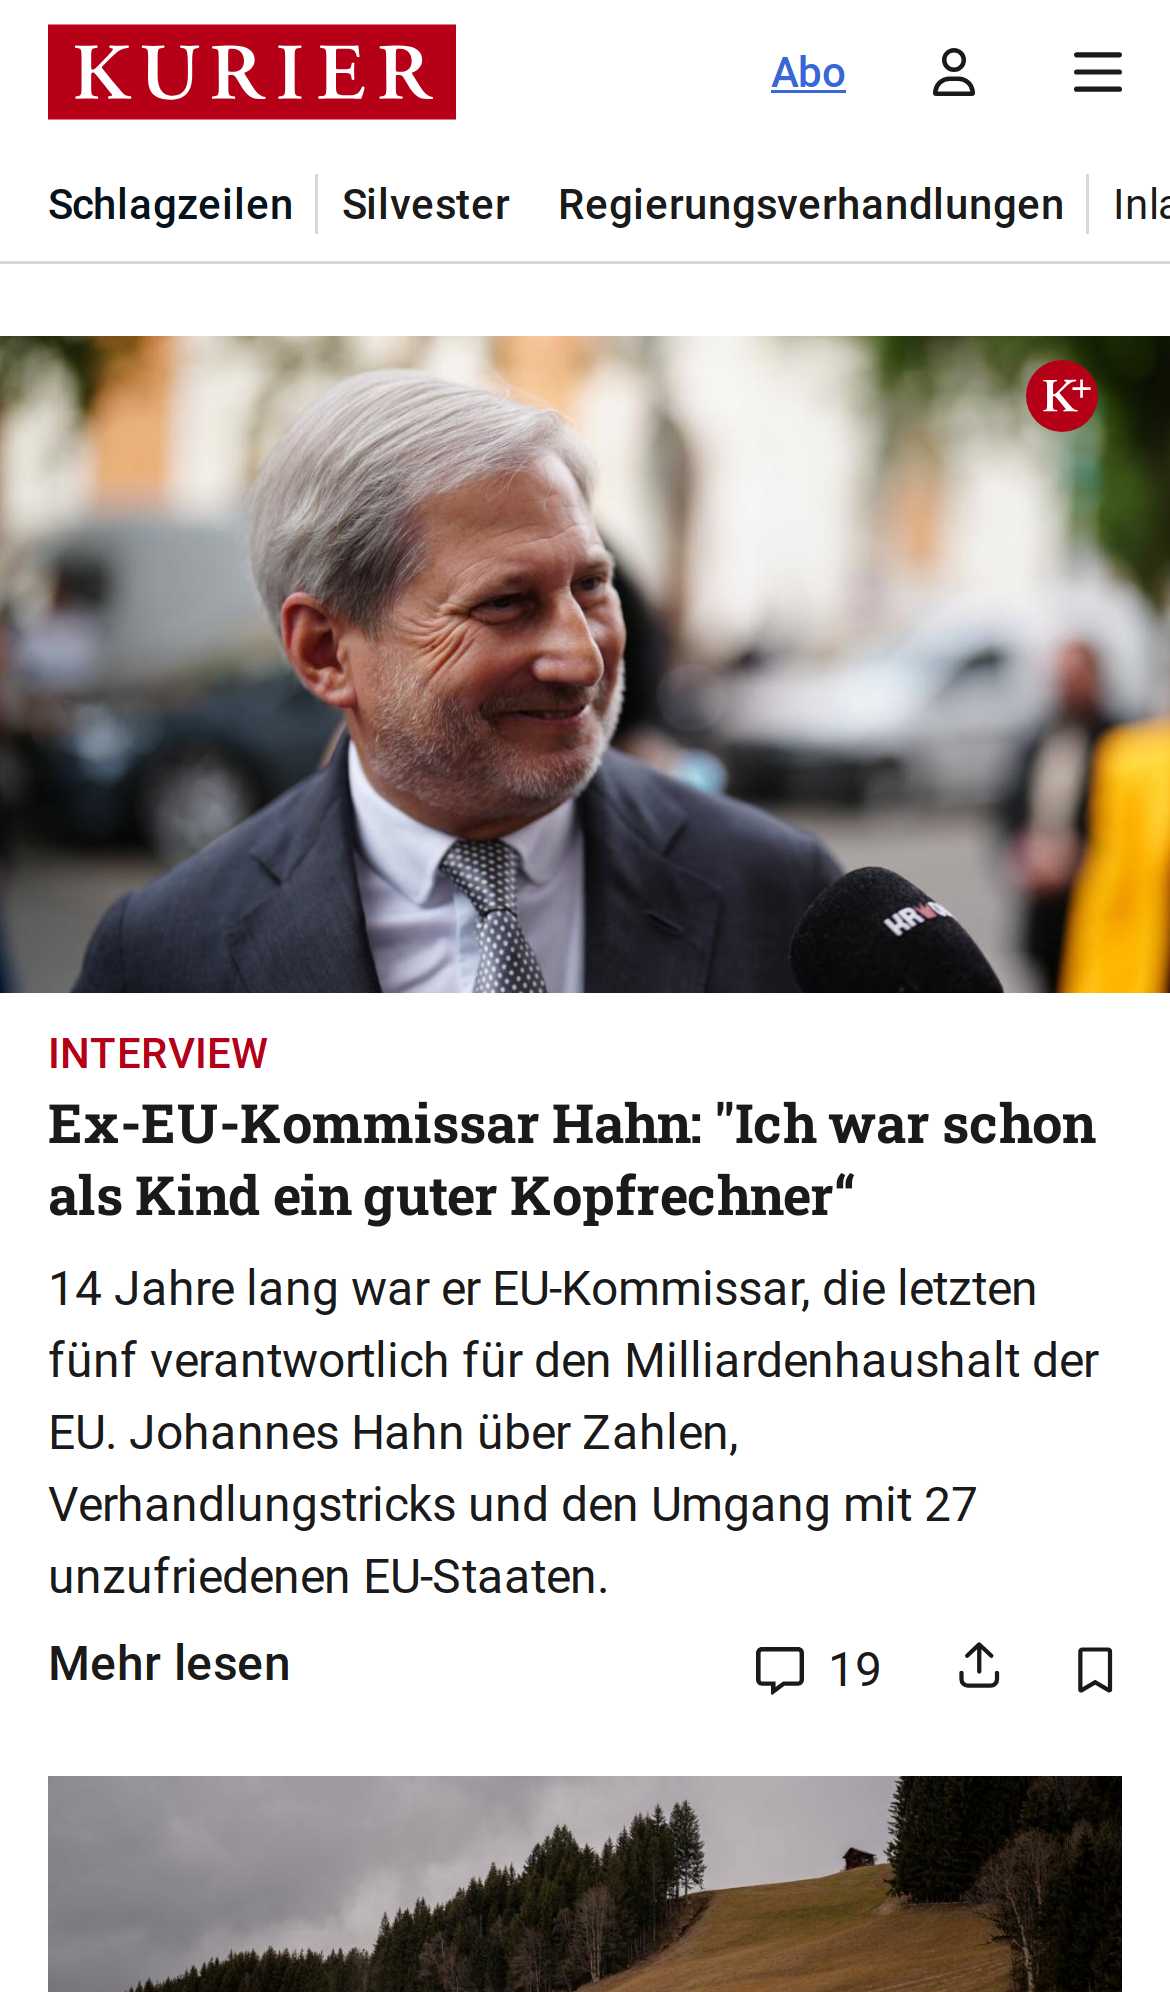 KURIER
Abo
Schlagzeilen
Silvester
Regierungsverhandlungen
K+
INTERVIEW
Ex-EU-Kommissar Hahn: "Ich war schon
als Kind ein guter Kopfrechner“
14 Jahre lang war er EU-Kommissar, die letzten
fünf verantwortlich für den Milliardenhaushalt der
EU. Johannes Hahn über Zahlen,
Verhandlungstricks und den Umgang mit 27
unzufriedenen EU-Staaten.
Mehr lesen
19